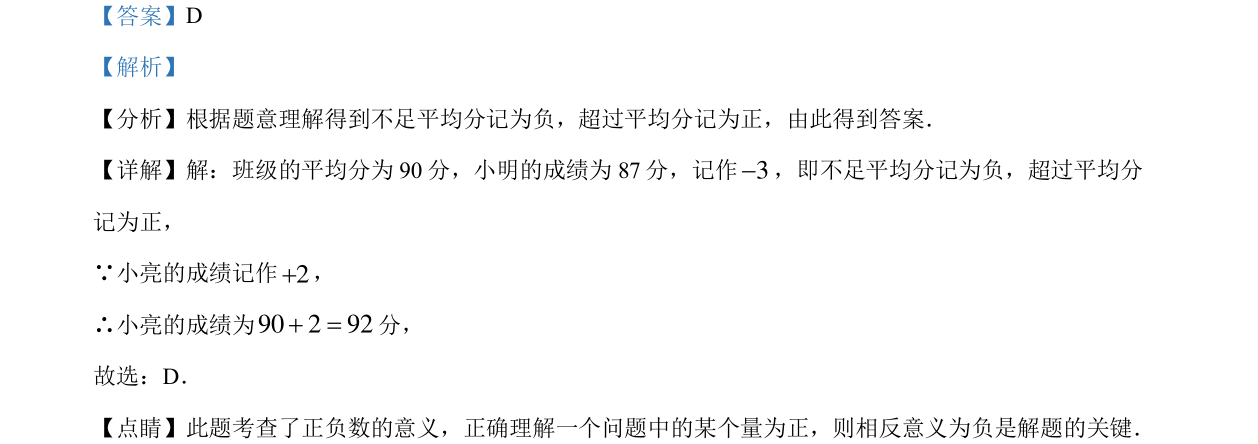 【答案】D
【解析】
【分析】根据题意理解得到不足平均分记为负，超过平均分记为正，由此得到答案．
【详解】解：班级的平均分为 90 分，小明的成绩为 87 分，记作 −3 ，即不足平均分记为负，超过平均分
记为正，
∵小亮的成绩记作 +2 ，
∴小亮的成绩为 90 + 2 = 92 分，
故选：D．
【点睛】此题考查了正负数的意义，正确理解一个问题中的某个量为正，则相反意义为负是解题的关键．